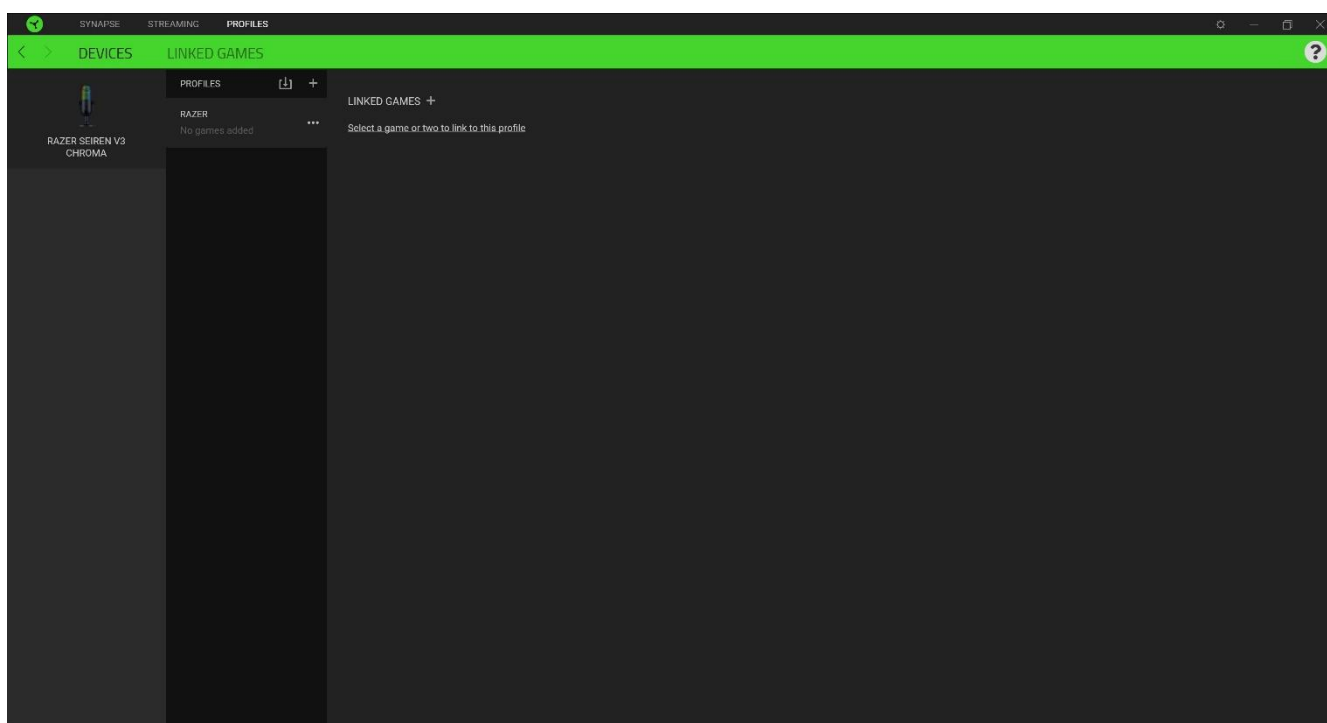 SYNAPSE STREAMING PROFILES
DEVICES LINKED GAMES
?
RAZER SEIREN V3
CHROMA
PROFILES
RAZER
No games added
LINKED GAMES +
Select a game or two to link to this profile